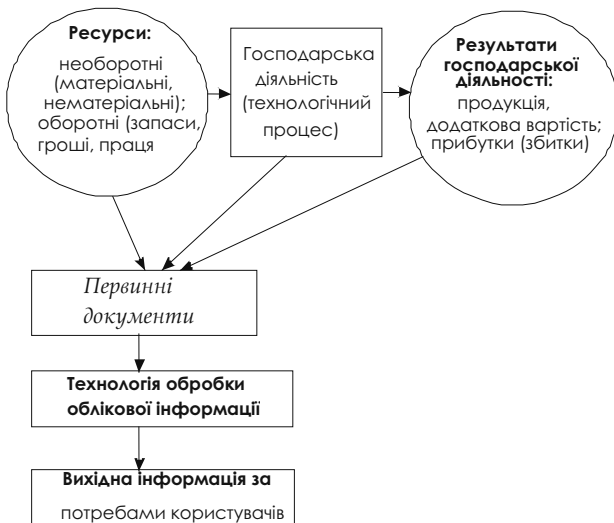 Ресурси:
необоротні
(матеріальні,
нематеріальні);
оборотні (запаси,
гроші, праця
Господарська
діяльність
(технологічний
процес)
Результати
господарської
діяльності:
продукція,
додаткова вартість;
прибутки (збитки)
Первинні
документи
Технологія обробки
облікової інформації
Вихідна інформація за
потребами користувачів